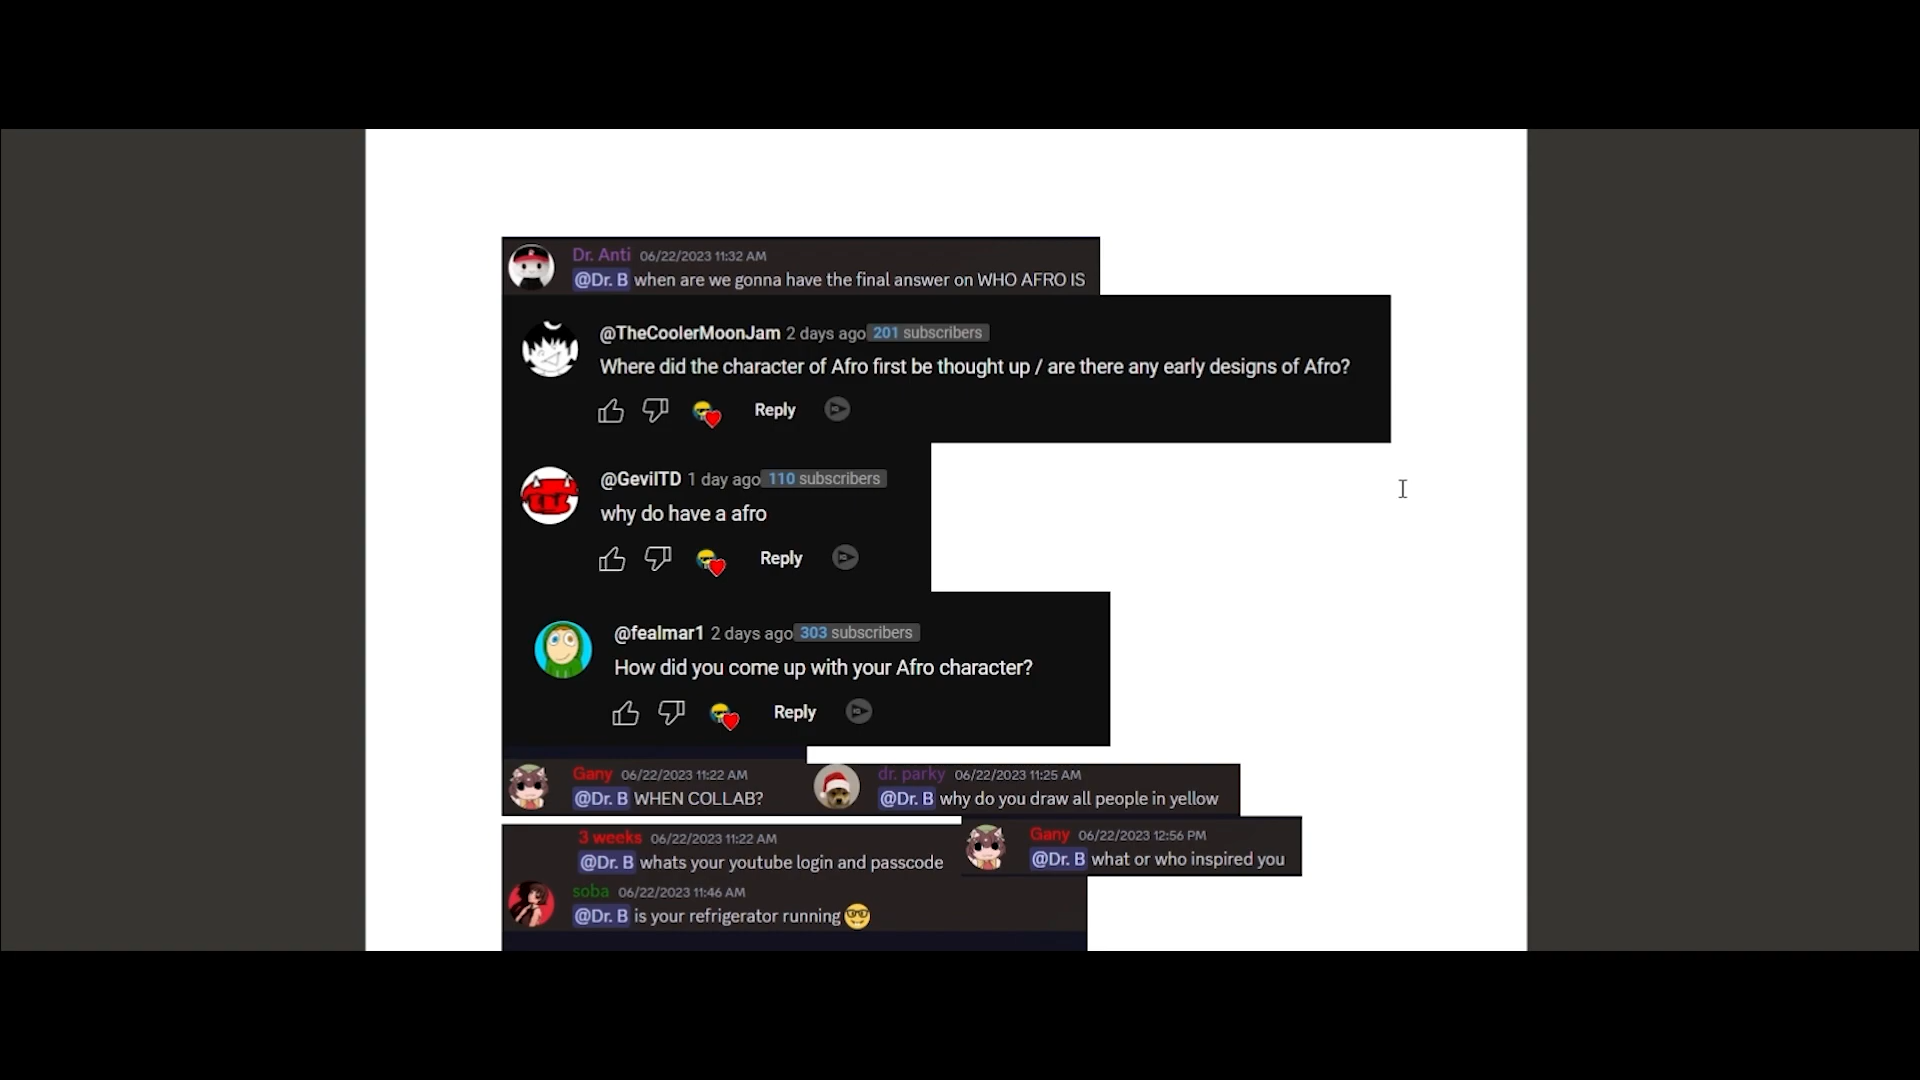 Dr. Anti 06/22/2023 11:32 AM
@Dr. B when are we gonna have the final answer on WHO AFRO IS
@TheCoolerMoonJam 2 days ago 201 subscribers
Where did the character of Afro first be thought up / are there any early designs of Afro?
Reply
@GevilTD 1 day ago 110 subscribers
why do have a afro
Reply
@fealmar1 2 days ago 303 subscribers
How did you come up with your Afro character?
Reply
Gany 06/22/2023 11:22 AM
@Dr. B WHEN COLLAB?
dr. parky 06/22/2023 11:25 AM
@Dr. B why do you draw all people in yellow
3 weeks 06/22/2023 11:22 AM
@Dr. B whats your youtube login and passcode
Gany 06/22/2023 12:56 PM
@Dr. B what or who inspired you
soba 06/22/2023 11:46 AM
@Dr. B is your refrigerator running 🤓